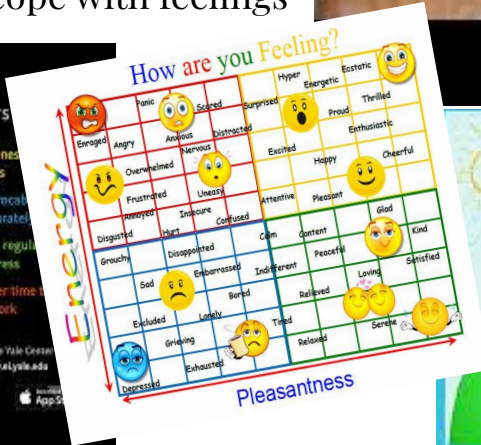 cope with feelings
How are you Feeling?
Energy
Pleasantness
Panic
Scared
Enraged
Angry
Anxious
Nervous
Distracted
Overwhelmed
Frustrated
Uneasy
Annoyed
Insecure
Confused
Disgusted
Hurt
Hyper
Energetic
Ecstatic
Surprised
Proud
Thrilled
Enthusiastic
Excited
Happy
Cheerful
Attentive
Pleasant
Grouchy
Disappointed
Sad
Embarrassed
Bored
Excluded
Lonely
Grieving
Exhausted
Depressed
Calm
Content
Glad
Kind
Indifferent
Peaceful
Loving
Satisfied
Relieved
Tired
Serene
Relaxed
App S